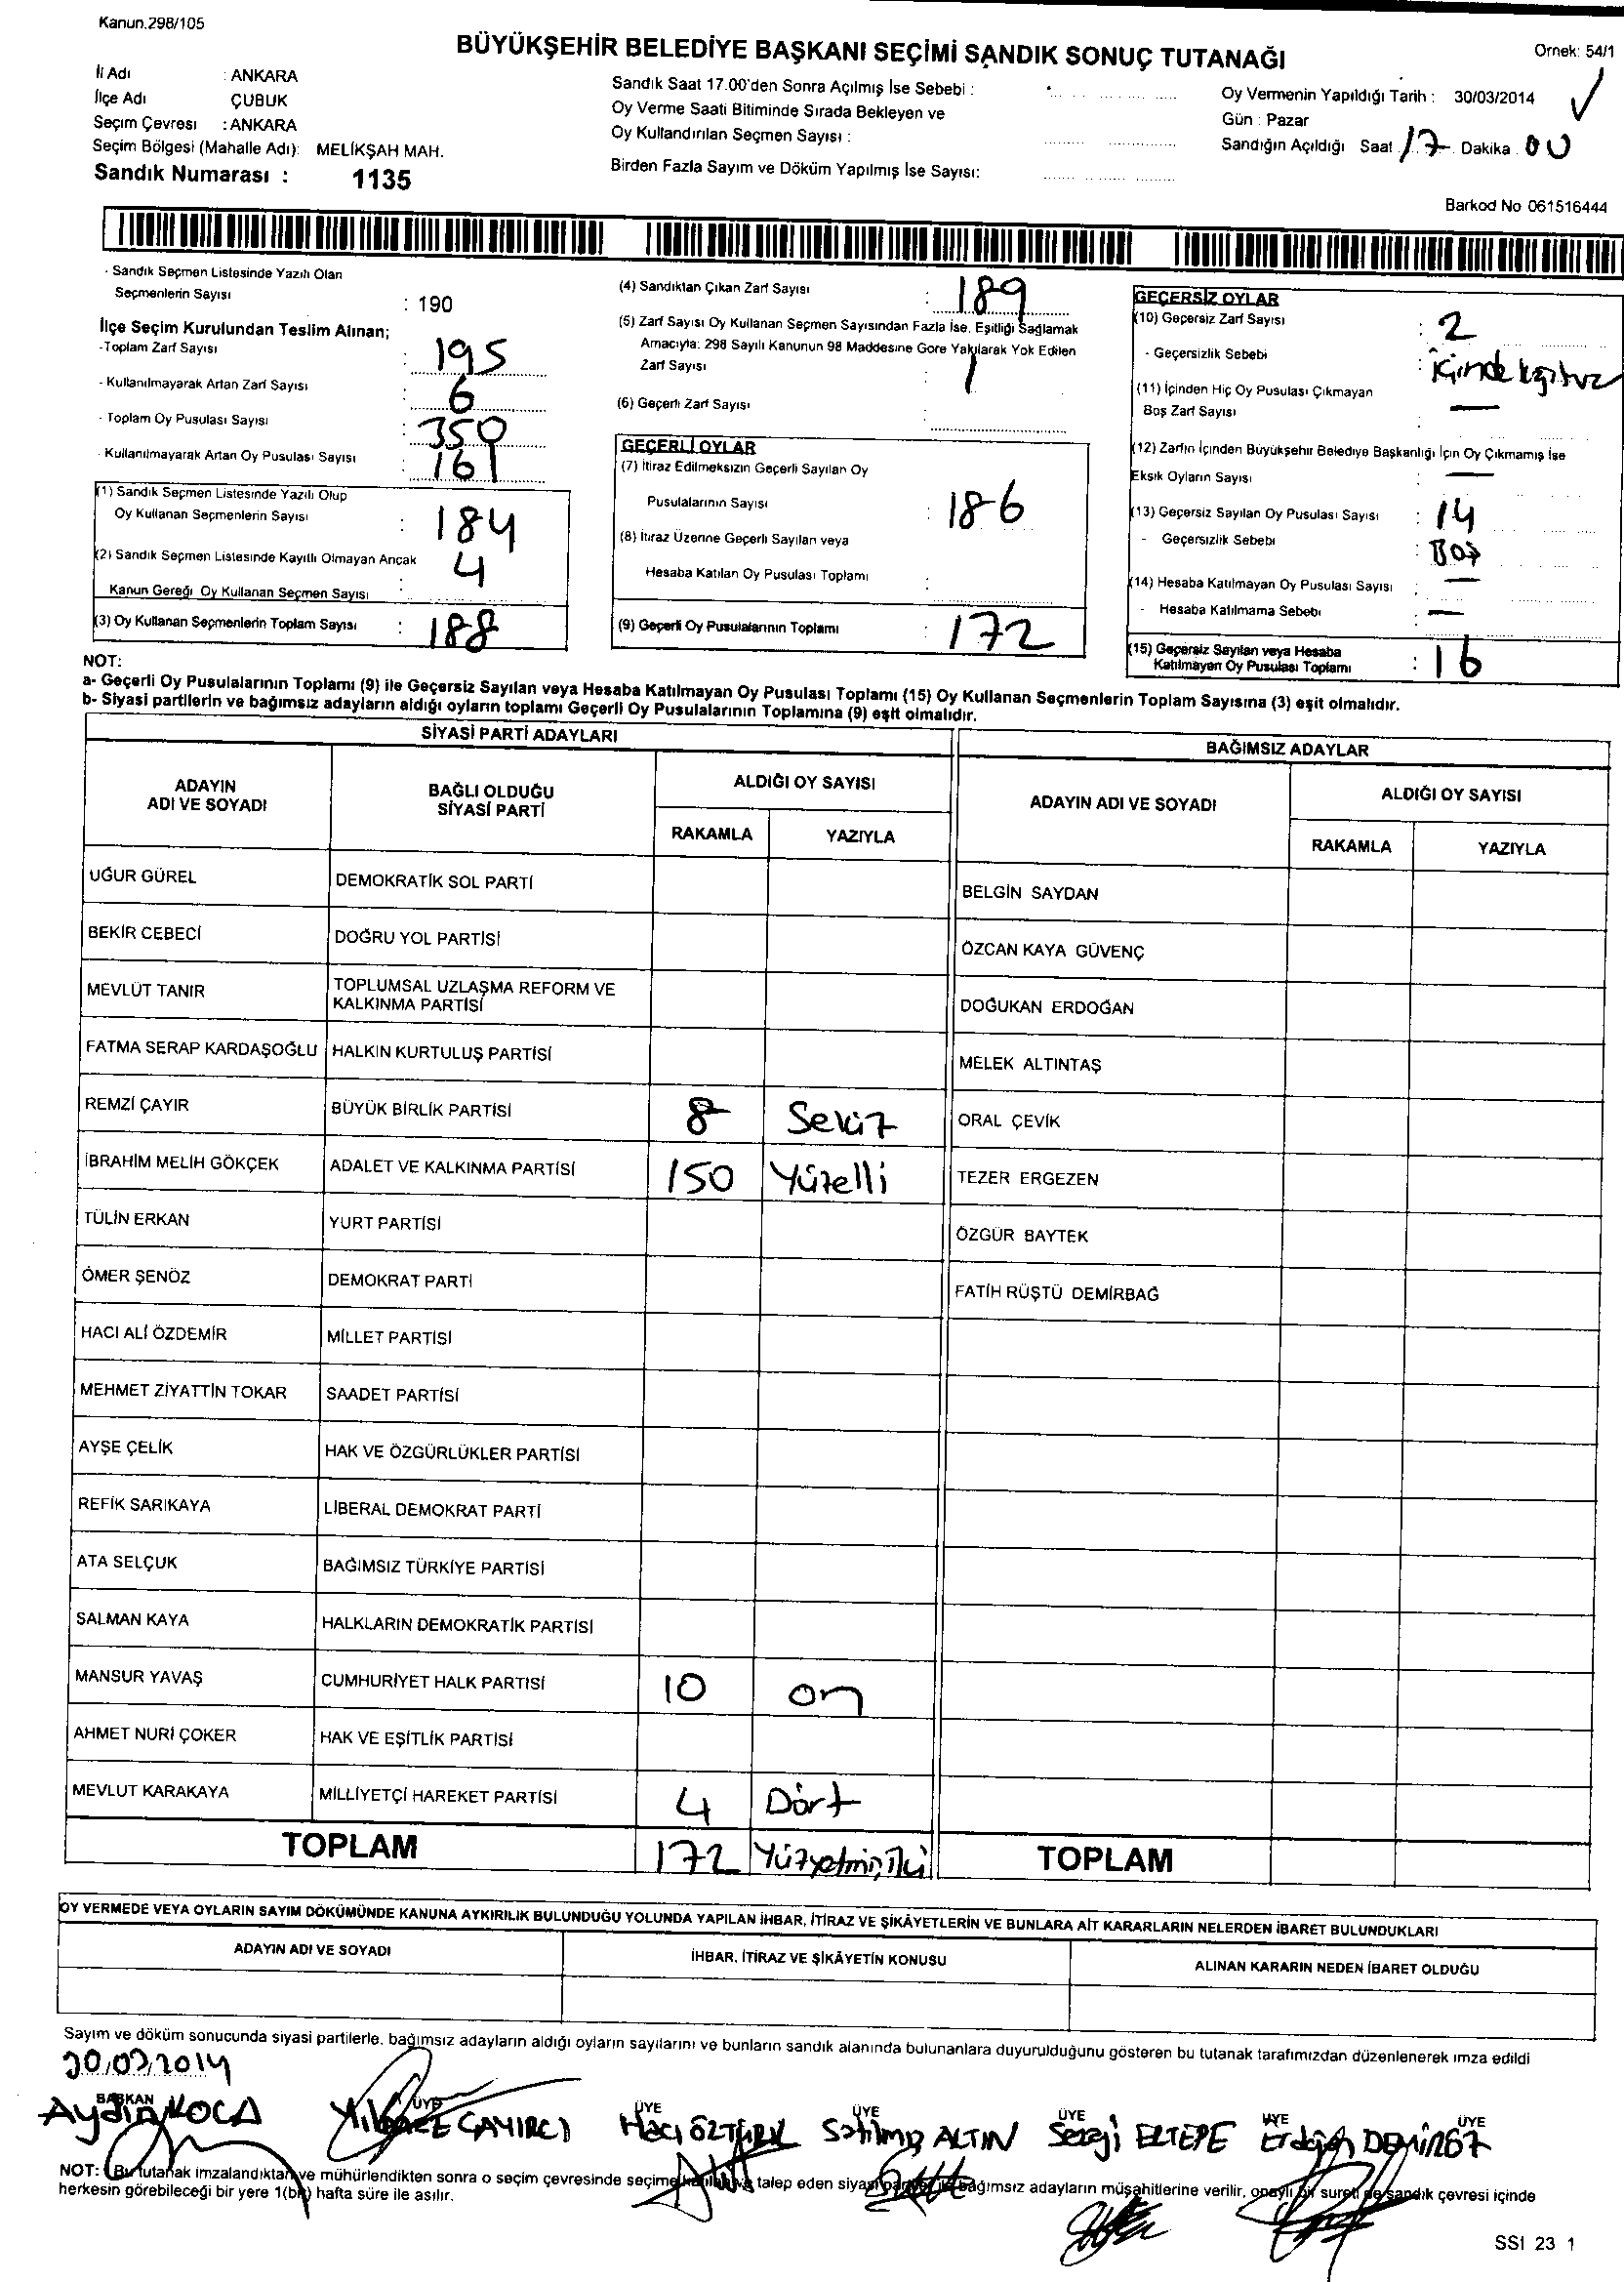 Kanun.298/105
BÜYÜKŞEHİR BELEDİYE BAŞKANI SEÇİMİ SANDIK SONUÇ TUTANAĞI
Ornek: 54/1
İl Adı : ANKARA
İlçe Adı ÇUBUK
Seçim Çevresi : ANKARA
Seçim Bölgesi (Mahalle Adı): MELİKŞAH MAH.
Sandık Numarası : 1135
Sandık Saat 17.00'den Sonra Açılmış İse Sebebi :
Oy Verme Saati Bitiminde Sırada Bekleyen ve
Oy Kullandırılan Seçmen Sayısı :
Birden Fazla Sayım ve Döküm Yapılmış İse Sayısı:
Oy Vermenin Yapıldığı Tarih : 30/03/2014
Gün : Pazar
Sandığın Açıldığı Saat 17 Dakika 00
Barkod No 061516444
- Sandık Seçmen Listesinde Yazılı Olan
Seçmenlerin Sayısı : 190
İlçe Seçim Kurulundan Teslim Alınan;
-Toplam Zarf Sayısı : 195
- Kullanılmayarak Artan Zarf Sayısı : 6
- Toplam Oy Pusulası Sayısı : 350
- Kullanılmayarak Artan Oy Pusulası Sayısı : 161
(1) Sandık Seçmen Listesinde Yazılı Olup
Oy Kullanan Seçmenlerin Sayısı : 184
(2) Sandık Seçmen Listesinde Kayıtlı Olmayan Ancak
Kanun Gereği Oy Kullanan Seçmen Sayısı : 4
(3) Oy Kullanan Seçmenlerin Toplam Sayısı : 188
(4) Sandıktan Çıkan Zarf Sayısı : 189
(5) Zarf Sayısı Oy Kullanan Seçmen Sayısından Fazla İse, Eşitliği Sağlamak
Amacıyla: 298 Sayılı Kanunun 98 Maddesine Gore Yakılarak Yok Edilen
Zarf Sayısı : 1
(6) Geçerli Zarf Sayısı :
GEÇERLİ OYLAR
(7) İtiraz Edilmeksizin Geçerli Sayılan Oy
Pusulalarının Sayısı : 186
(8) İtiraz Üzerine Geçerli Sayılan veya
Hesaba Katılan Oy Pusulası Toplamı :
(9) Geçerli Oy Pusulalarının Toplamı : 172
GEÇERSİZ OYLAR
(10) Geçersiz Zarf Sayısı : 2
- Geçersizlik Sebebi :
(11) İçinden Hiç Oy Pusulası Çıkmayan
Boş Zarf Sayısı —
(12) Zarfın İçinden Büyükşehir Belediye Başkanlığı İçin Oy Çıkmamış İse
Eksik Oyların Sayısı : —
(13) Geçersiz Sayılan Oy Pusulası Sayısı : 14
- Geçersizlik Sebebi : Boş
(14) Hesaba Katılmayan Oy Pusulası Sayısı : —
- Hesaba Katılmama Sebebi : —
(15) Geçersiz Sayılan veya Hesaba
Katılmayan Oy Pusulası Toplamı : 16
NOT:
a- Geçerli Oy Pusulalarının Toplamı (9) ile Geçersiz Sayılan veya Hesaba Katılmayan Oy Pusulası Toplamı (15) Oy Kullanan Seçmenlerin Toplam Sayısına (3) eşit olmalıdır.
b- Siyasi partilerin ve bağımsız adayların aldığı oyların toplamı Geçerli Oy Pusulalarının Toplamına (9) eşit olmalıdır.
SİYASİ PARTİ ADAYLARI
ADAYIN ADI VE SOYADI
BAĞLI OLDUĞU SİYASİ PARTİ
ALDIĞI OY SAYISI
RAKAMLA YAZIYLA
UĞUR GÜREL DEMOKRATİK SOL PARTİ
BEKİR CEBECİ DOĞRU YOL PARTİSİ
MEVLÜT TANIR TOPLUMSAL UZLAŞMA REFORM VE KALKINMA PARTİSİ
FATMA SERAP KARDAŞOĞLU HALKIN KURTULUŞ PARTİSİ
REMZİ ÇAYIR BÜYÜK BİRLİK PARTİSİ 8 Sekiz
İBRAHİM MELİH GÖKÇEK ADALET VE KALKINMA PARTİSİ 150 Yüzelli
TÜLİN ERKAN YURT PARTİSİ
ÖMER ŞENÖZ DEMOKRAT PARTİ
HACI ALİ ÖZDEMİR MİLLET PARTİSİ
MEHMET ZİYATTİN TOKAR SAADET PARTİSİ
AYŞE ÇELİK HAK VE ÖZGÜRLÜKLER PARTİSİ
REFİK SARIKAYA LİBERAL DEMOKRAT PARTİ
ATA SELÇUK BAĞIMSIZ TÜRKİYE PARTİSİ
SALMAN KAYA HALKLARIN DEMOKRATİK PARTİSİ
MANSUR YAVAŞ CUMHURİYET HALK PARTİSİ 10 on
AHMET NURİ ÇOKER HAK VE EŞİTLİK PARTİSİ
MEVLUT KARAKAYA MİLLİYETÇİ HAREKET PARTİSİ 4 Dört
TOPLAM 172 Yüzyetmişiki
BAĞIMSIZ ADAYLAR
ADAYIN ADI VE SOYADI
ALDIĞI OY SAYISI
RAKAMLA YAZIYLA
BELGİN SAYDAN
ÖZCAN KAYA GÜVENÇ
DOĞUKAN ERDOĞAN
MELEK ALTINTAŞ
ORAL ÇEVİK
TEZER ERGEZEN
ÖZGÜR BAYTEK
FATİH RÜŞTÜ DEMİRBAĞ
TOPLAM
OY VERMEDE VEYA OYLARIN SAYIM DÖKÜMÜNDE KANUNA AYKIRILIK BULUNDUĞU YOLUNDA YAPILAN İHBAR, İTİRAZ VE ŞİKÂYETLERİN VE BUNLARA AİT KARARLARIN NELERDEN İBARET BULUNDUKLARI
ADAYIN ADI VE SOYADI
İHBAR, İTİRAZ VE ŞİKÂYETİN KONUSU
ALINAN KARARIN NEDEN İBARET OLDUĞU
Sayım ve döküm sonucunda siyasi partilerle, bağımsız adayların aldığı oyların sayılarını ve bunların sandık alanında bulunanlara duyurulduğunu gösteren bu tutanak tarafımızdan düzenlenerek imza edildi
30.03.2014
BAŞKAN ÜYE ÜYE ÜYE ÜYE ÜYE ÜYE
Aydın KOCA ÇAYIRCI Hacı ÖZTÜRK Satılmış ALTIN ELTEPE Erdoğan DEMİRÖZ
NOT: Bu tutanak imzalandıktan ve mühürlendikten sonra o seçim çevresinde seçime katılan ve talep eden siyasi partiler ile bağımsız adayların müşahitlerine verilir, onaylı bir sureti de sandık çevresi içinde
herkesin görebileceği bir yere 1(bir) hafta süre ile asılır.
SSI 23 1